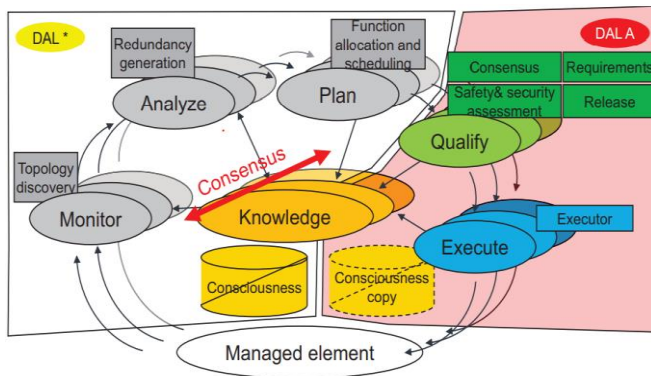 DAL *
DAL A
Redundancy
generation
Function
allocation and
scheduling
Consensus
Requirements
Safety& security
assessment
Release
Analyze
Plan
Qualify
Topology
discovery
Consensus
Monitor
Knowledge
Executor
Execute
Consciousness
Consciousness
copy
Managed element